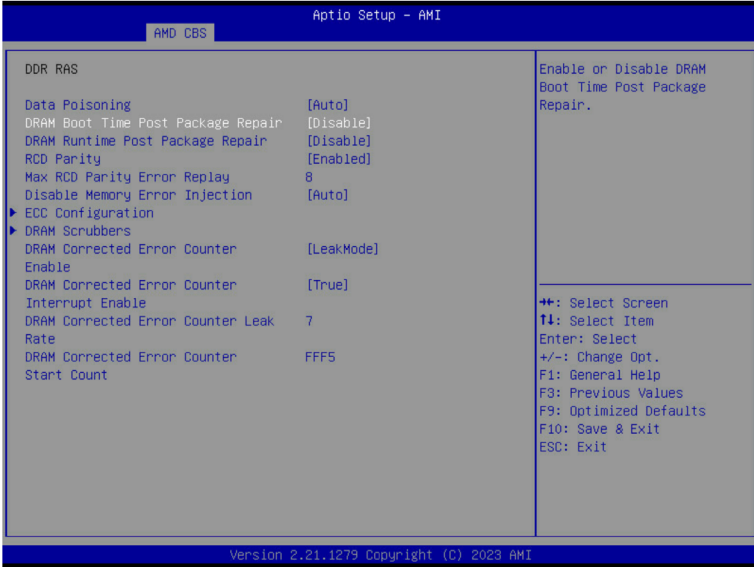 Aptio Setup – AMI
AMD CBS
DDR RAS
Data Poisoning [Auto]
DRAM Boot Time Post Package Repair [Disable]
DRAM Runtime Post Package Repair [Disable]
RCD Parity [Enabled]
Max RCD Parity Error Replay 8
Disable Memory Error Injection [Auto]
ECC Configuration
DRAM Scrubbers
DRAM Corrected Error Counter [LeakMode]
Enable
DRAM Corrected Error Counter [True]
Interrupt Enable
DRAM Corrected Error Counter Leak 7
Rate
DRAM Corrected Error Counter FFF5
Start Count
Enable or Disable DRAM
Boot Time Post Package
Repair.
→←: Select Screen
↑↓: Select Item
Enter: Select
+/-: Change Opt.
F1: General Help
F3: Previous Values
F9: Optimized Defaults
F10: Save & Exit
ESC: Exit
Version 2.21.1279 Copyright (C) 2023 AMI